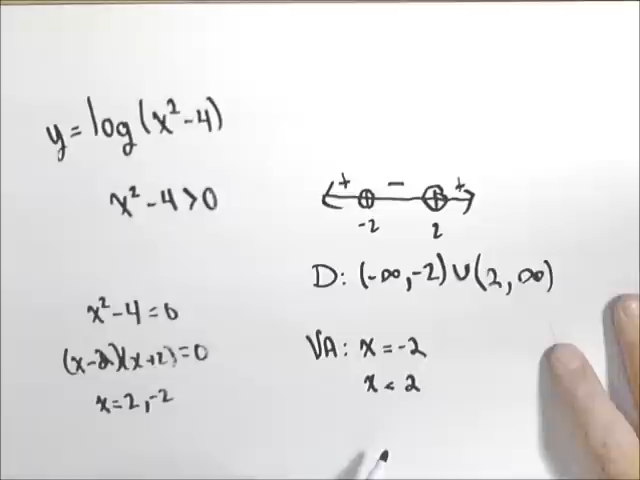 y = log(x² - 4)
x² - 4 > 0
x² - 4 = 0
(x-2)(x+2) = 0
x = 2, -2
+ - +
-2 2
D: (-∞, -2) ∪ (2, ∞)
VA: x = -2
x < 2